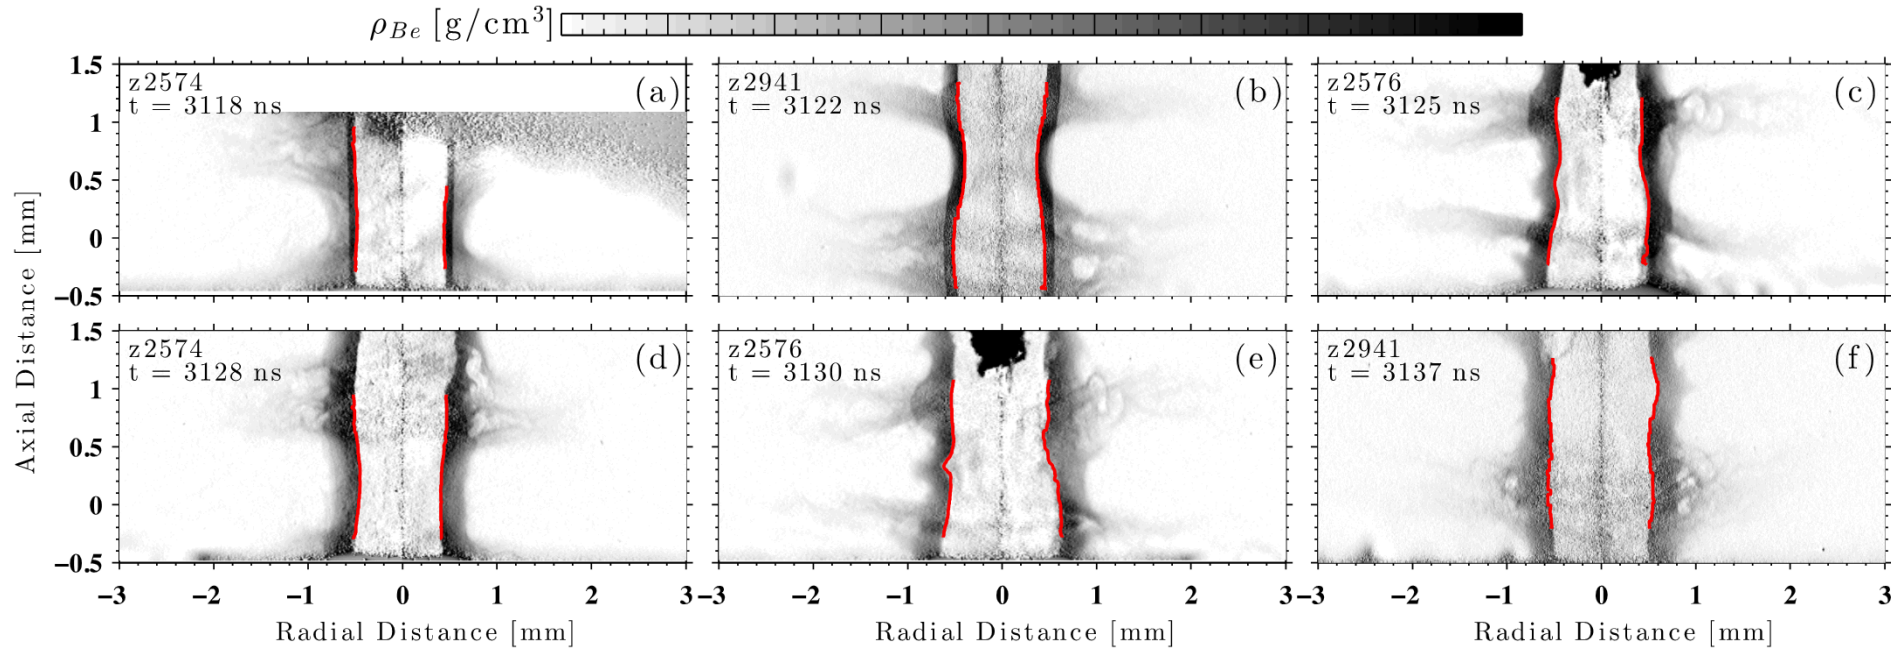 ρBe [g/cm³]
z2574
t = 3118 ns
(a)
z2941
t = 3122 ns
(b)
z2576
t = 3125 ns
(c)
1.5
1
0.5
0
−0.5
z2574
t = 3128 ns
(d)
z2576
t = 3130 ns
(e)
z2941
t = 3137 ns
(f)
1.5
1
0.5
0
−0.5
Axial Distance [mm]
−3 −2 −1 0 1 2 3
−3 −2 −1 0 1 2 3
−3 −2 −1 0 1 2 3
Radial Distance [mm]
Radial Distance [mm]
Radial Distance [mm]